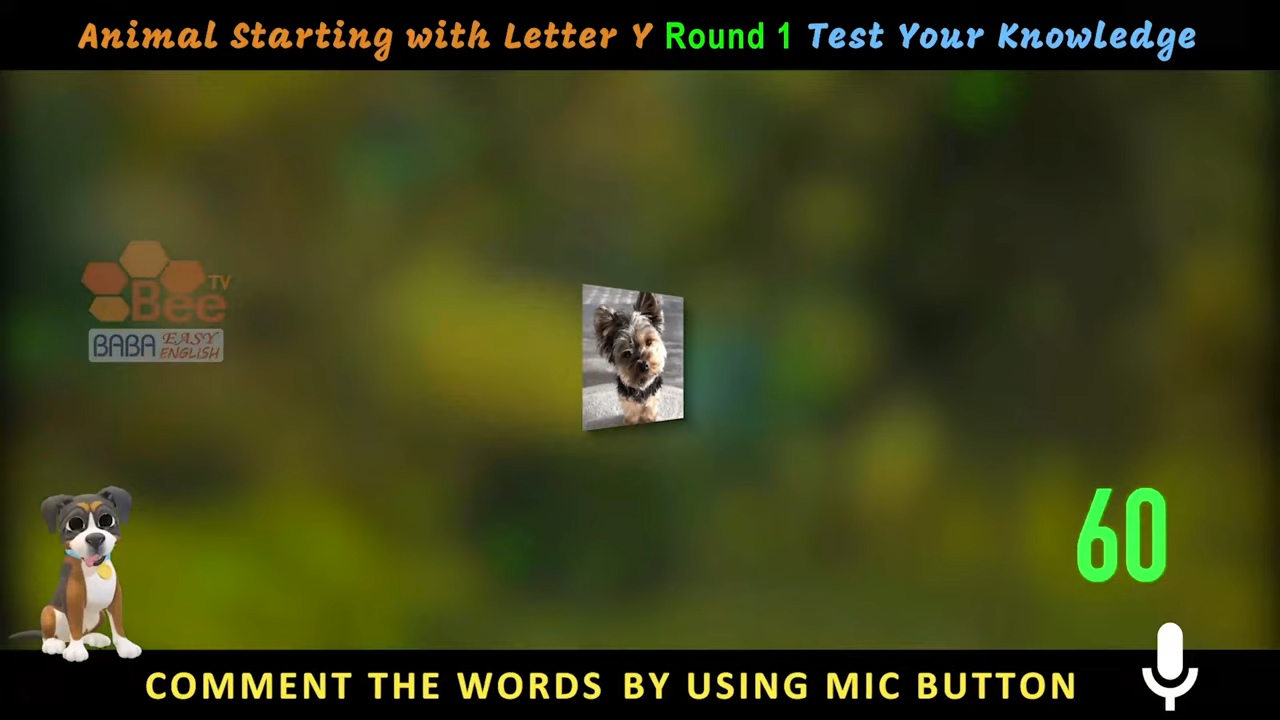 Animal Starting with Letter Y Round 1 Test Your Knowledge
Bee TV
BABA EASY ENGLISH
60
COMMENT THE WORDS BY USING MIC BUTTON